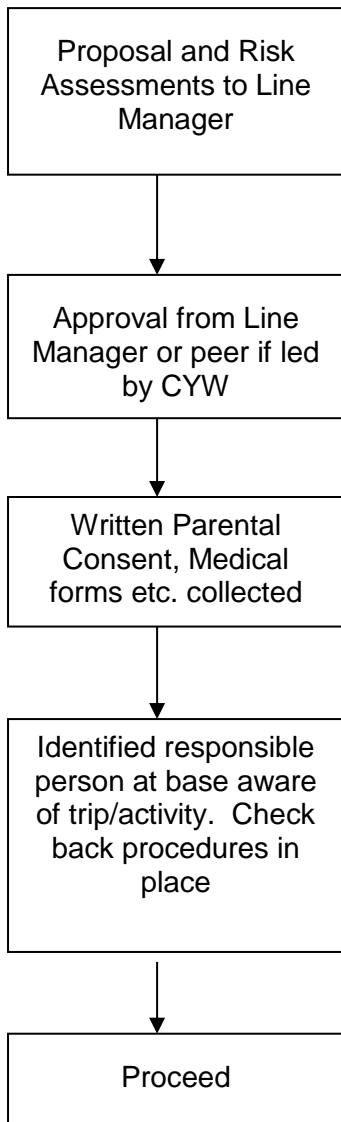 Proposal and Risk
Assessments to Line
Manager
Approval from Line
Manager or peer if led
by CYW
Written Parental
Consent, Medical
forms etc. collected
Identified responsible
person at base aware
of trip/activity.  Check
back procedures in
place
Proceed